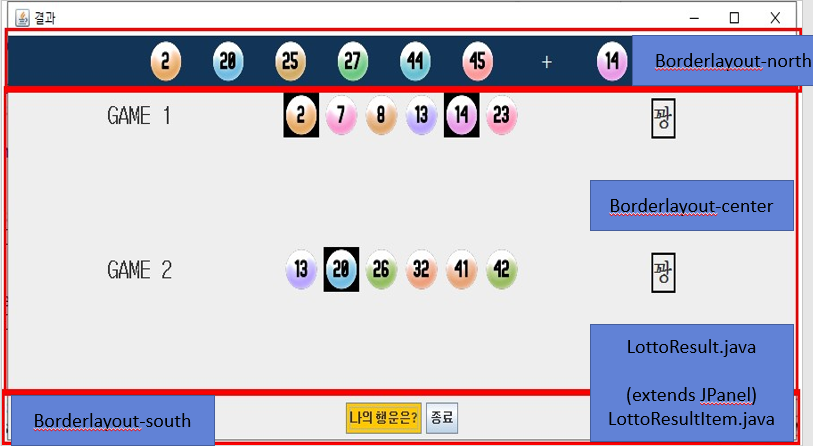 결과
2 20 25 27 44 45 + 14
Borderlayout-north
GAME 1 2 7 8 13 14 23 꽝
Borderlayout-center
GAME 2 13 20 26 32 41 42 꽝
LottoResult.java
(extends JPanel)
LottoResultItem.java
Borderlayout-south
나의 행운은? 종료